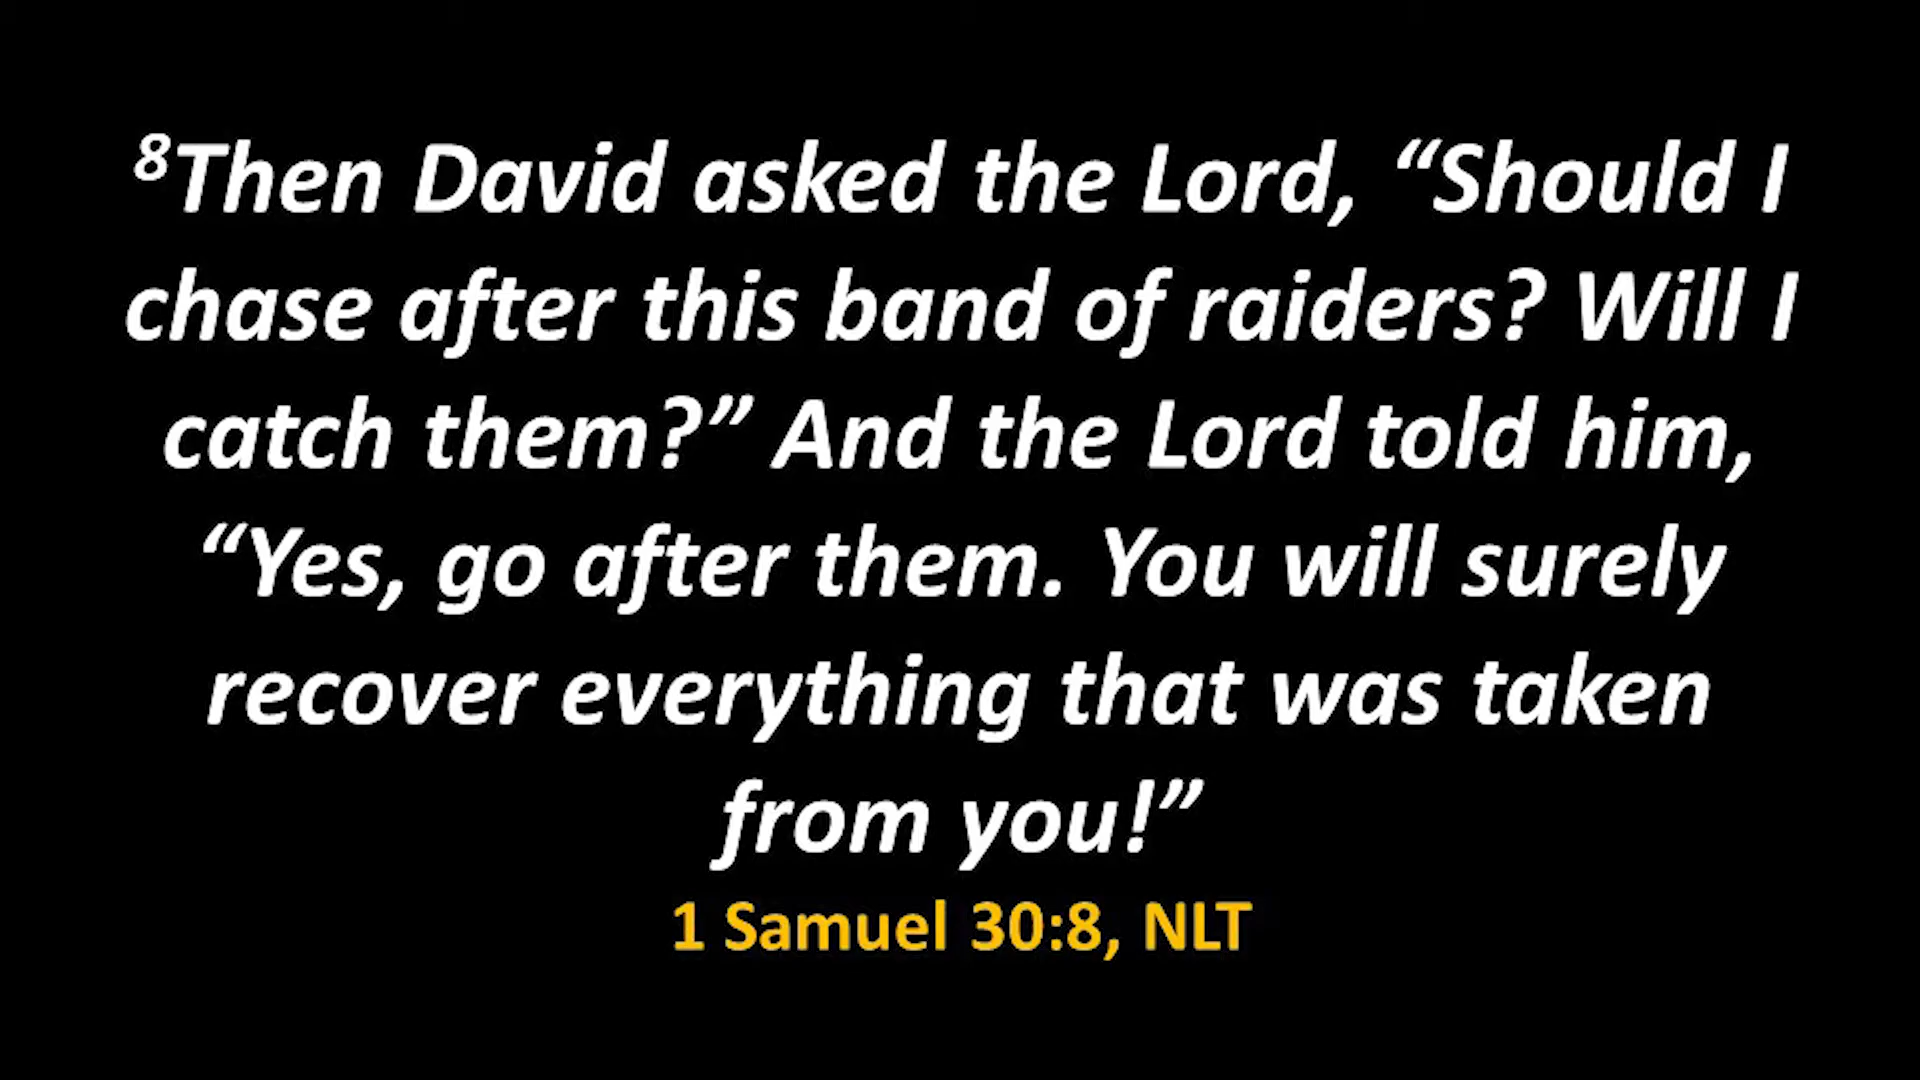 ⁸Then David asked the Lord, “Should I
chase after this band of raiders? Will I
catch them?” And the Lord told him,
“Yes, go after them. You will surely
recover everything that was taken
from you!”
1 Samuel 30:8, NLT